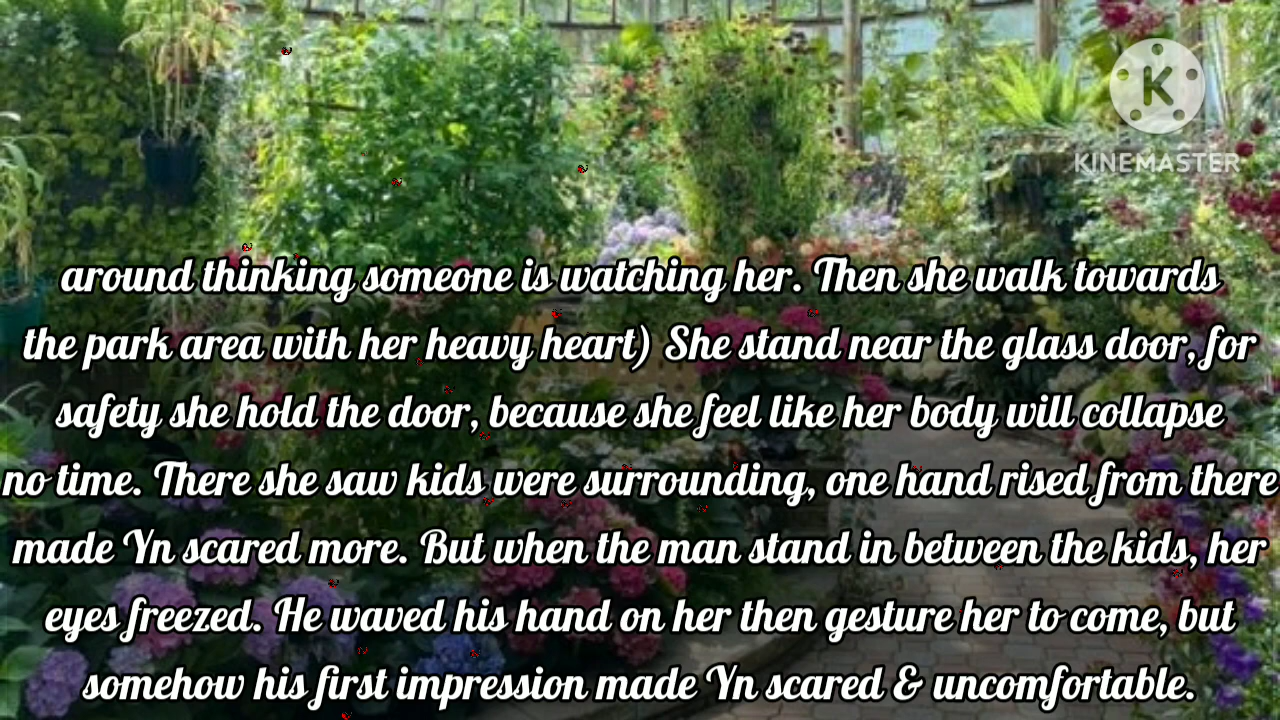 K
KINEMASTER
around thinking someone is watching her. Then she walk towards
the park area with her heavy heart) She stand near the glass door, for
safety she hold the door, because she feel like her body will collapse
no time. There she saw kids were surrounding, one hand rised from there
made Yn scared more. But when the man stand in between the kids, her
eyes freezed. He waved his hand on her then gesture her to come, but
somehow his first impression made Yn scared & uncomfortable.